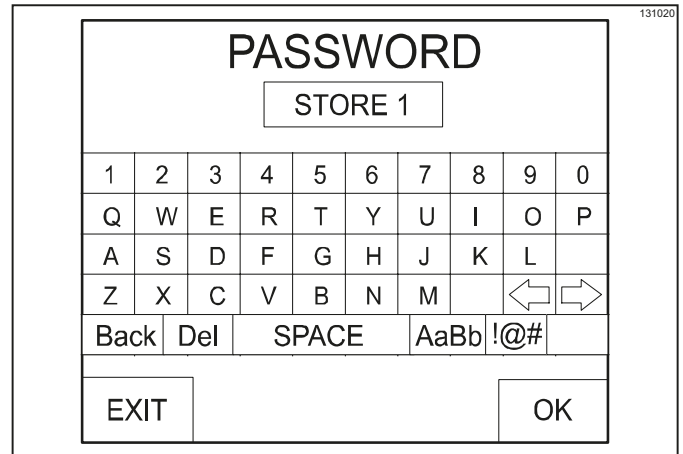 131020
PASSWORD
STORE 1
1 2 3 4 5 6 7 8 9 0
Q W E R T Y U I O P
A S D F G H J K L
Z X C V B N M
Back Del SPACE AaBb !@#
EXIT OK